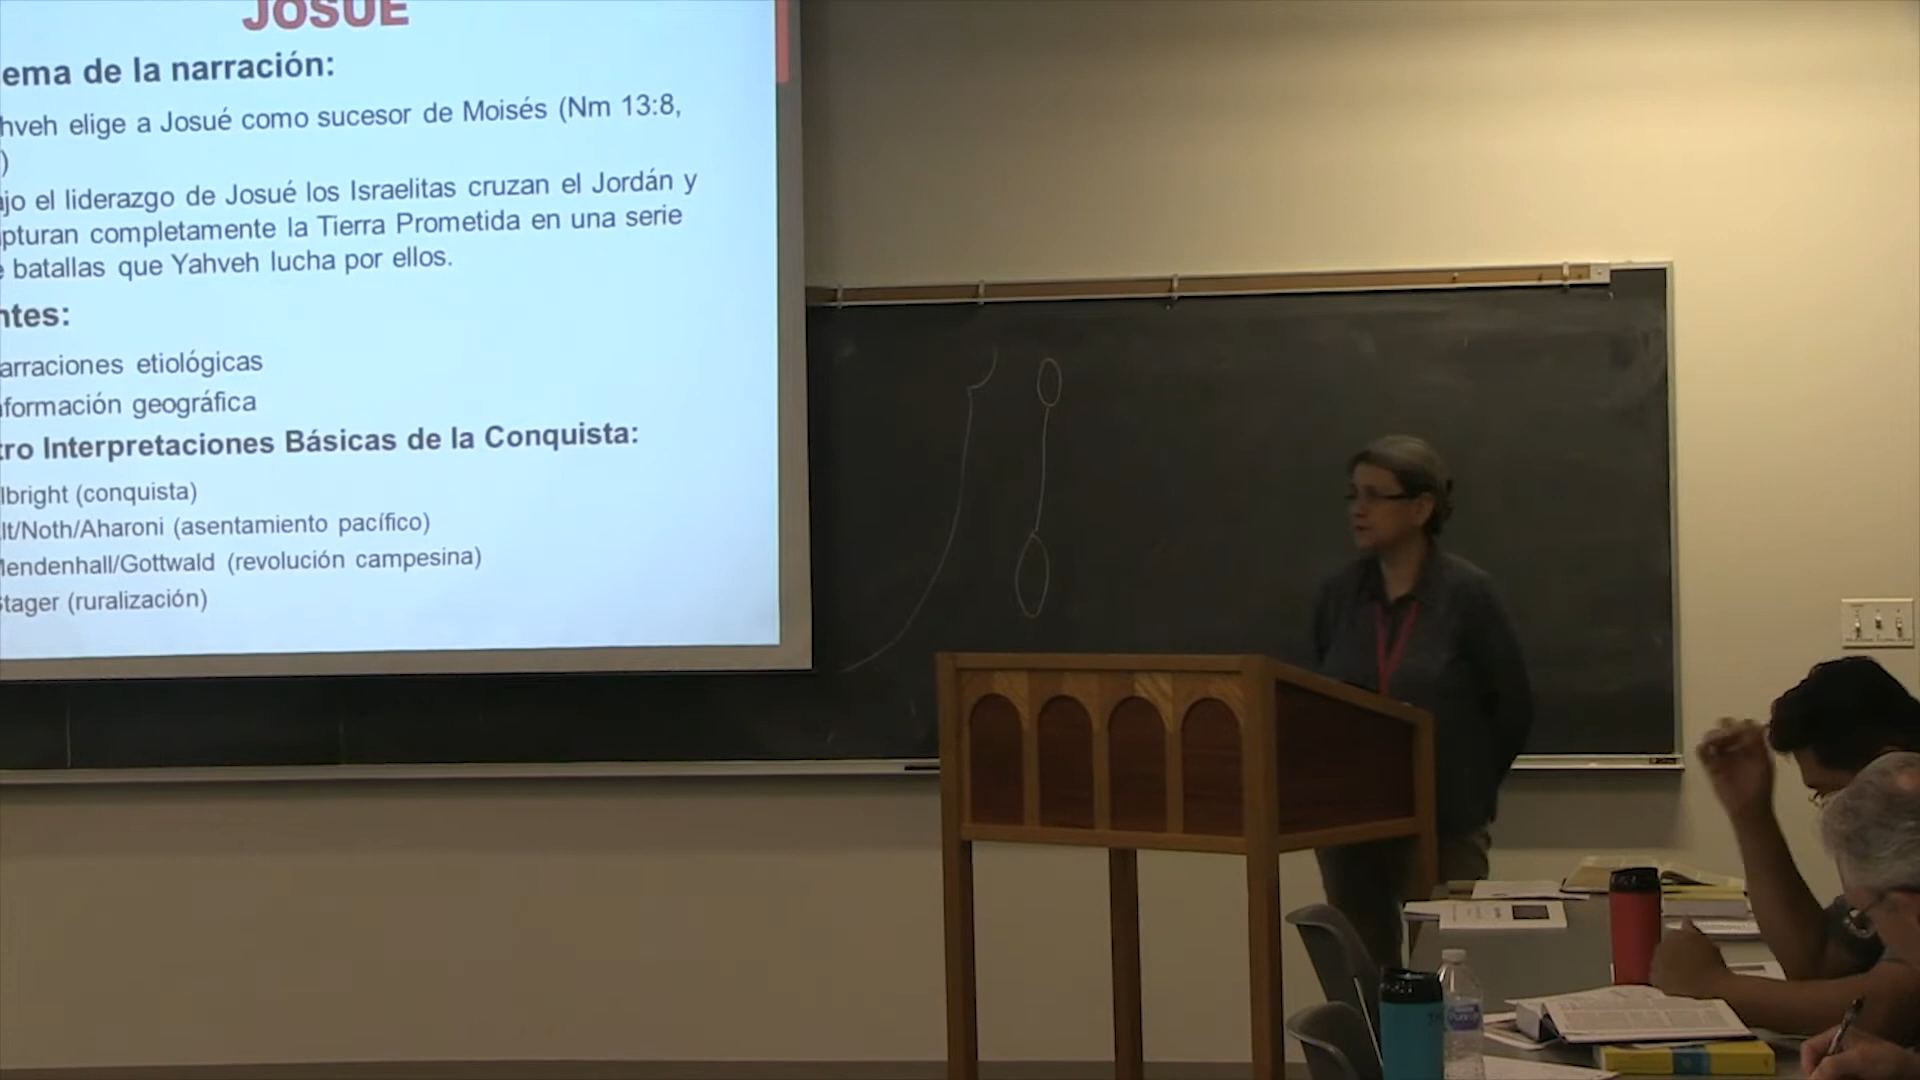 JOSUÉ
ema de la narración:
hveh elige a Josué como sucesor de Moisés (Nm 13:8,
)
jo el liderazgo de Josué los Israelitas cruzan el Jordán y
pturan completamente la Tierra Prometida en una serie
batallas que Yahveh lucha por ellos.
ntes:
arraciones etiológicas
formación geográfica
tro Interpretaciones Básicas de la Conquista:
lbright (conquista)
lt/Noth/Aharoni (asentamiento pacífico)
Mendenhall/Gottwald (revolución campesina)
Stager (ruralización)